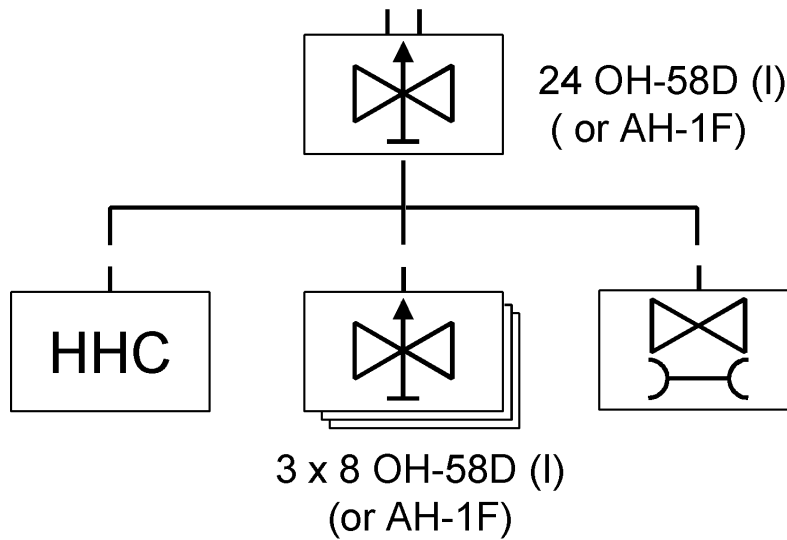 24 OH-58D (I)
( or AH-1F)
HHC
3 x 8 OH-58D (I)
(or AH-1F)